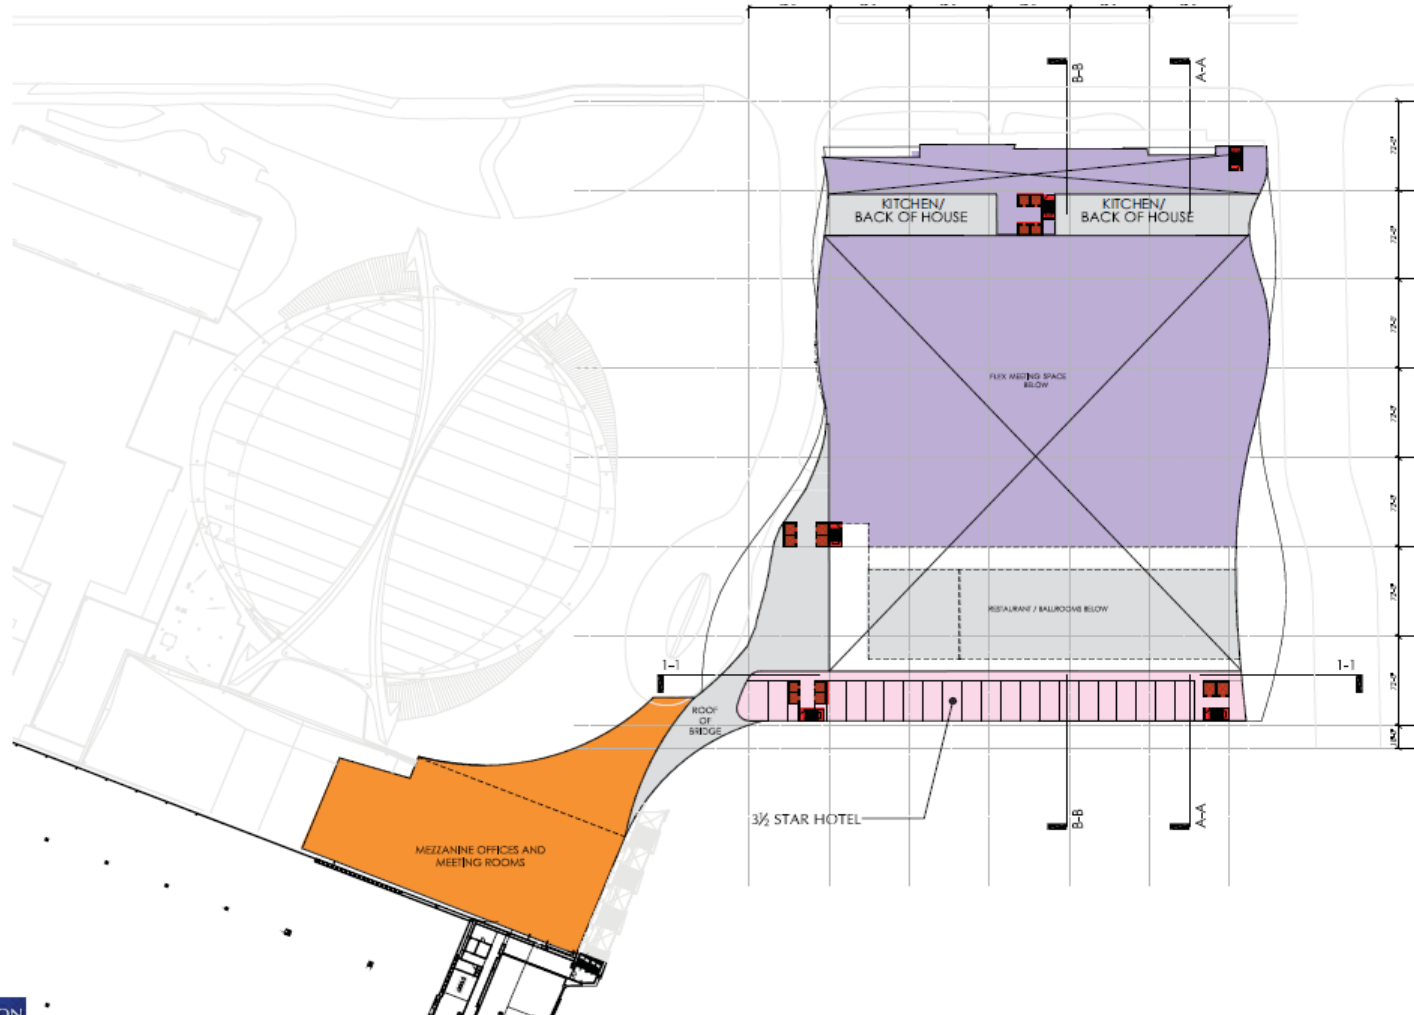 B-B
A-A
KITCHEN/
BACK OF HOUSE
KITCHEN/
BACK OF HOUSE
FLEX MEETING SPACE
BELOW
RESTAURANT / BALLROOMS BELOW
1-1
1-1
ROOF
OF
BRIDGE
3½ STAR HOTEL
B-B
A-A
MEZZANINE OFFICES AND
MEETING ROOMS
ON